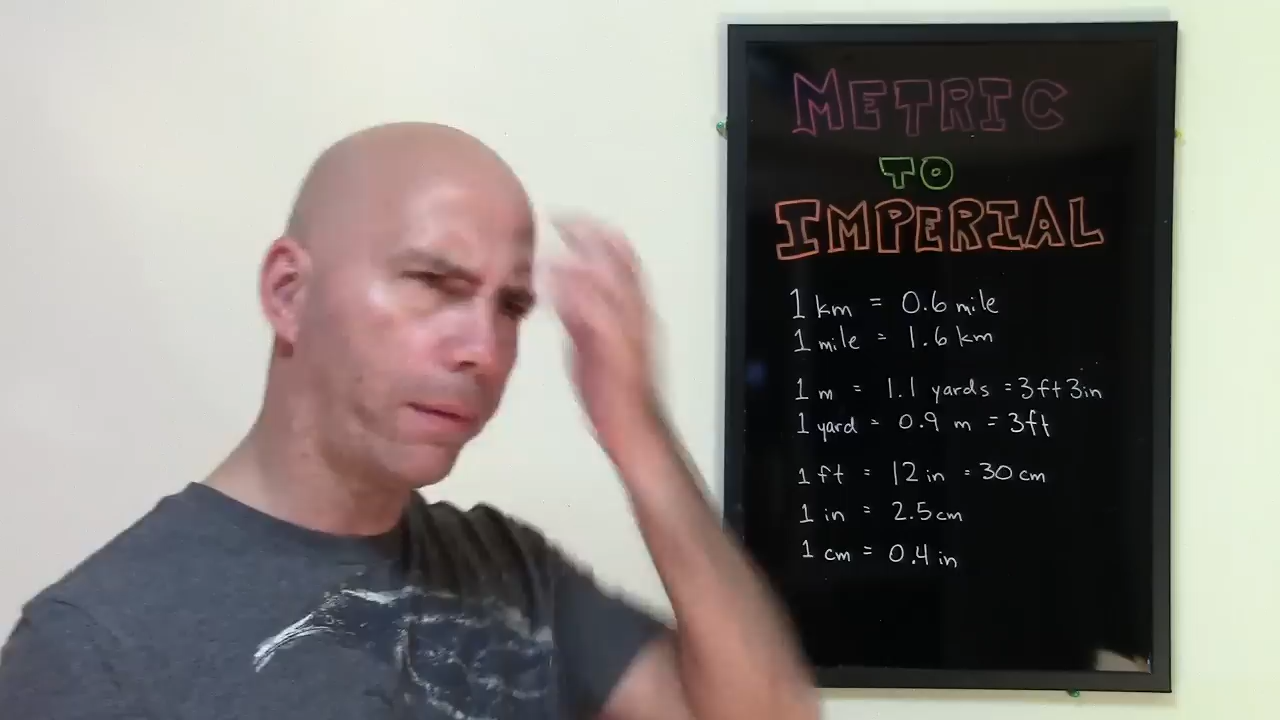 METRIC
TO
IMPERIAL
1 km = 0.6 mile
1 mile = 1.6 km
1 m = 1.1 yards = 3ft 3in
1 yard = 0.9 m = 3ft
1 ft = 12 in = 30 cm
1 in = 2.5 cm
1 cm = 0.4 in